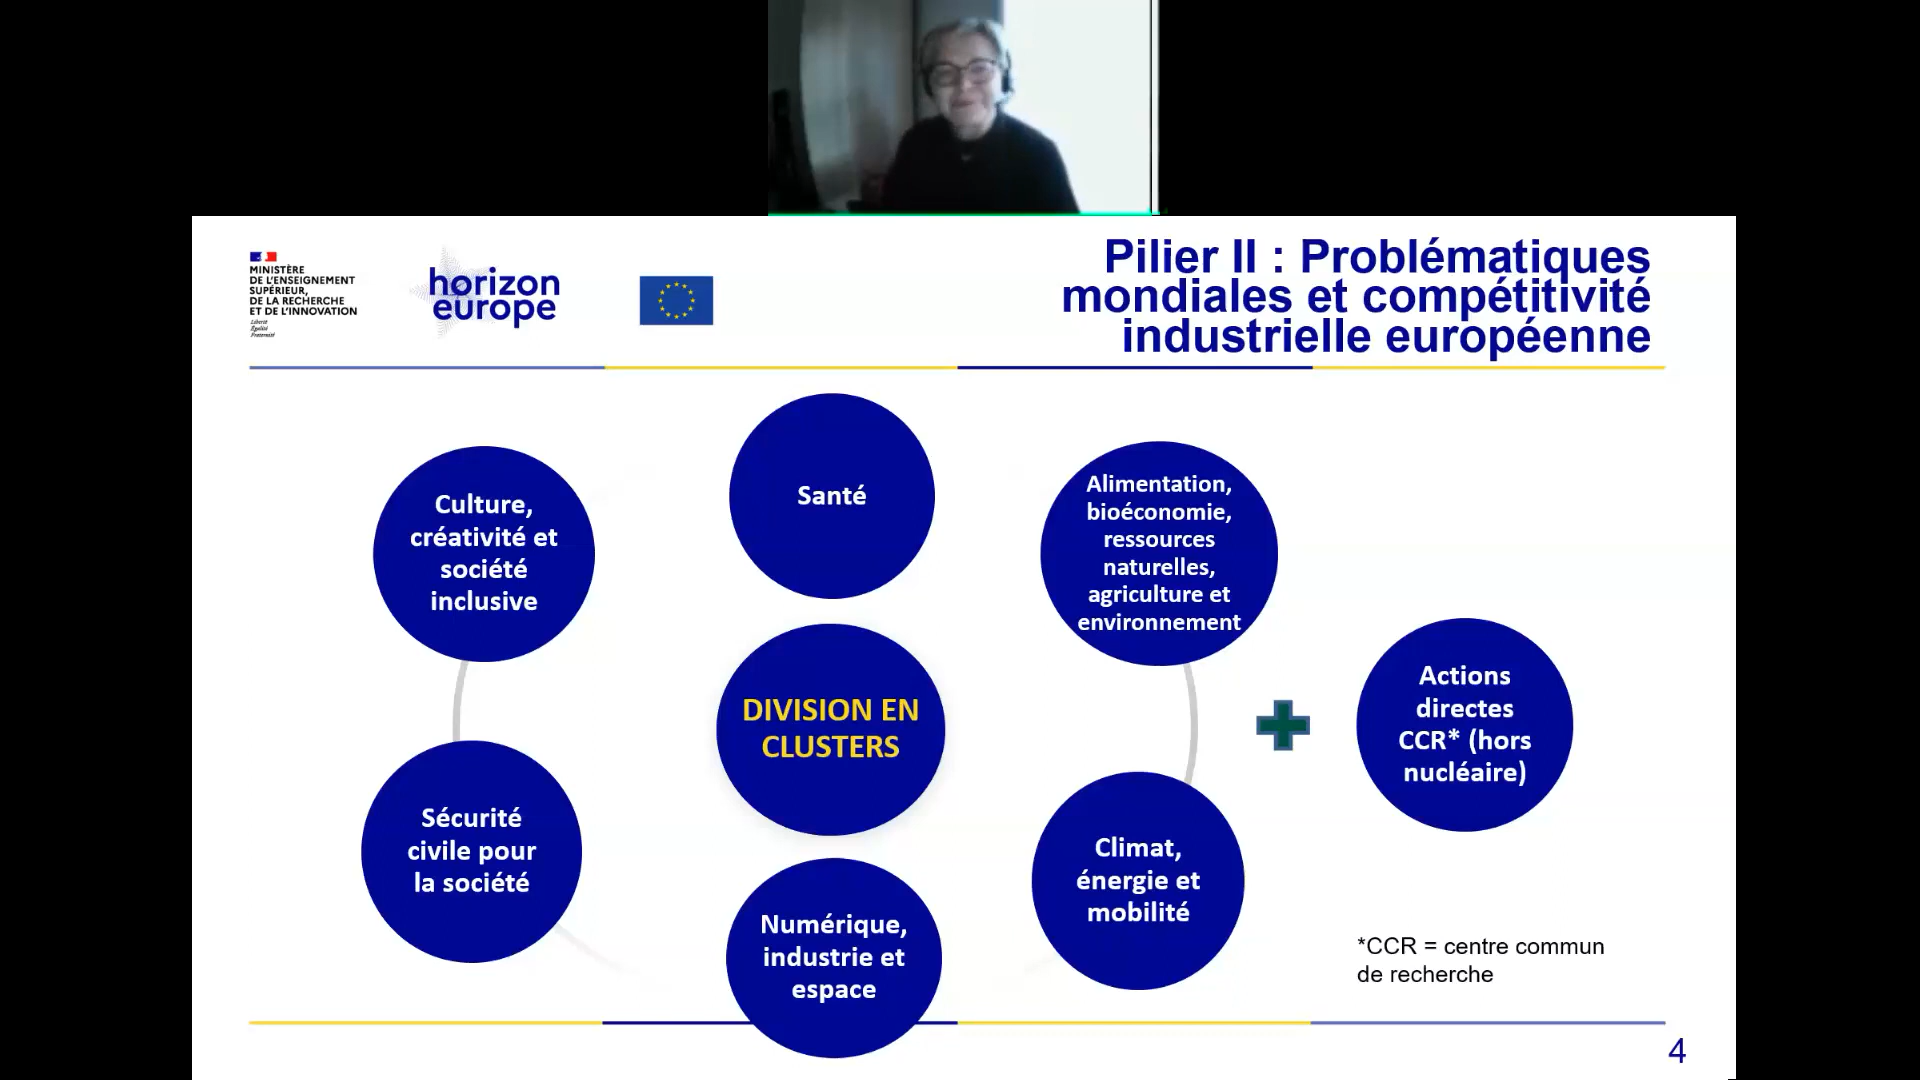 MINISTÈRE
DE L'ENSEIGNEMENT
SUPÉRIEUR,
DE LA RECHERCHE
ET DE L'INNOVATION
Liberté
Égalité
Fraternité
horizon
europe
Pilier II : Problématiques
mondiales et compétitivité
industrielle européenne
Santé
Culture,
créativité et
société
inclusive
Alimentation,
bioéconomie,
ressources
naturelles,
agriculture et
environnement
DIVISION EN
CLUSTERS
Actions
directes
CCR* (hors
nucléaire)
Sécurité
civile pour
la société
Climat,
énergie et
mobilité
Numérique,
industrie et
espace
*CCR = centre commun
de recherche
4